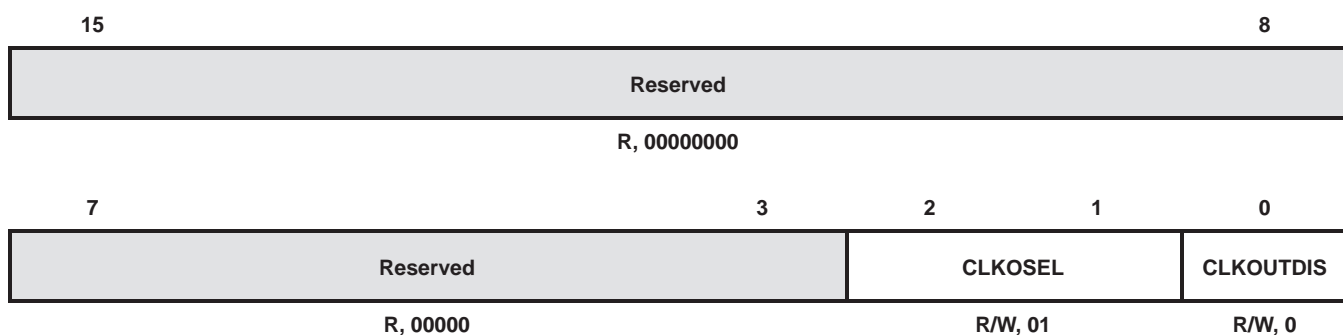 15 8
Reserved
R, 00000000
7 3 2 1 0
Reserved CLKOSEL CLKOUTDIS
R, 00000 R/W, 01 R/W, 0